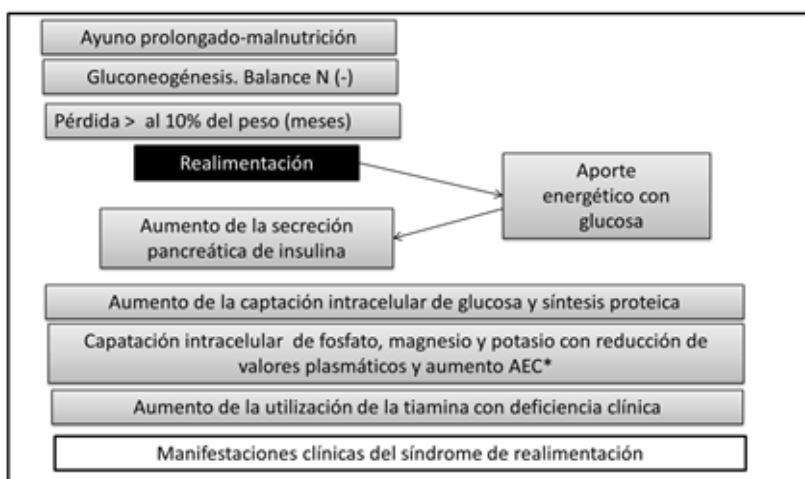 Ayuno prolongado-malnutrición
Gluconeogénesis. Balance N (-)
Pérdida > al 10% del peso (meses)
Realimentación
Aporte
energético con
glucosa
Aumento de la secreción
pancreática de insulina
Aumento de la captación intracelular de glucosa y síntesis proteica
Capatación intracelular de fosfato, magnesio y potasio con reducción de
valores plasmáticos y aumento AEC*
Aumento de la utilización de la tiamina con deficiencia clínica
Manifestaciones clínicas del síndrome de realimentación